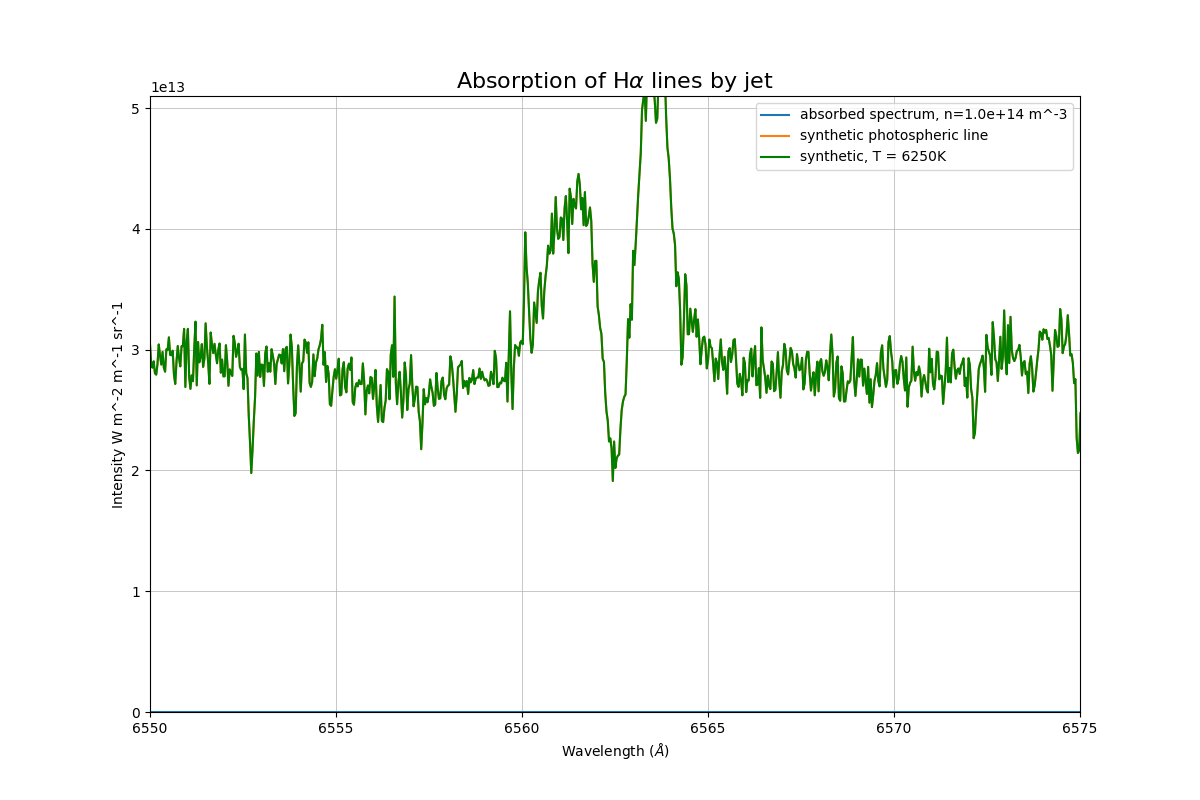 Absorption of Hα lines by jet
1e13
absorbed spectrum, n=1.0e+14 m^-3
synthetic photospheric line
synthetic, T = 6250K
5
4
3
2
1
0
Intensity W m^-2 m^-1 sr^-1
6550 6555 6560 6565 6570 6575
Wavelength (Å)